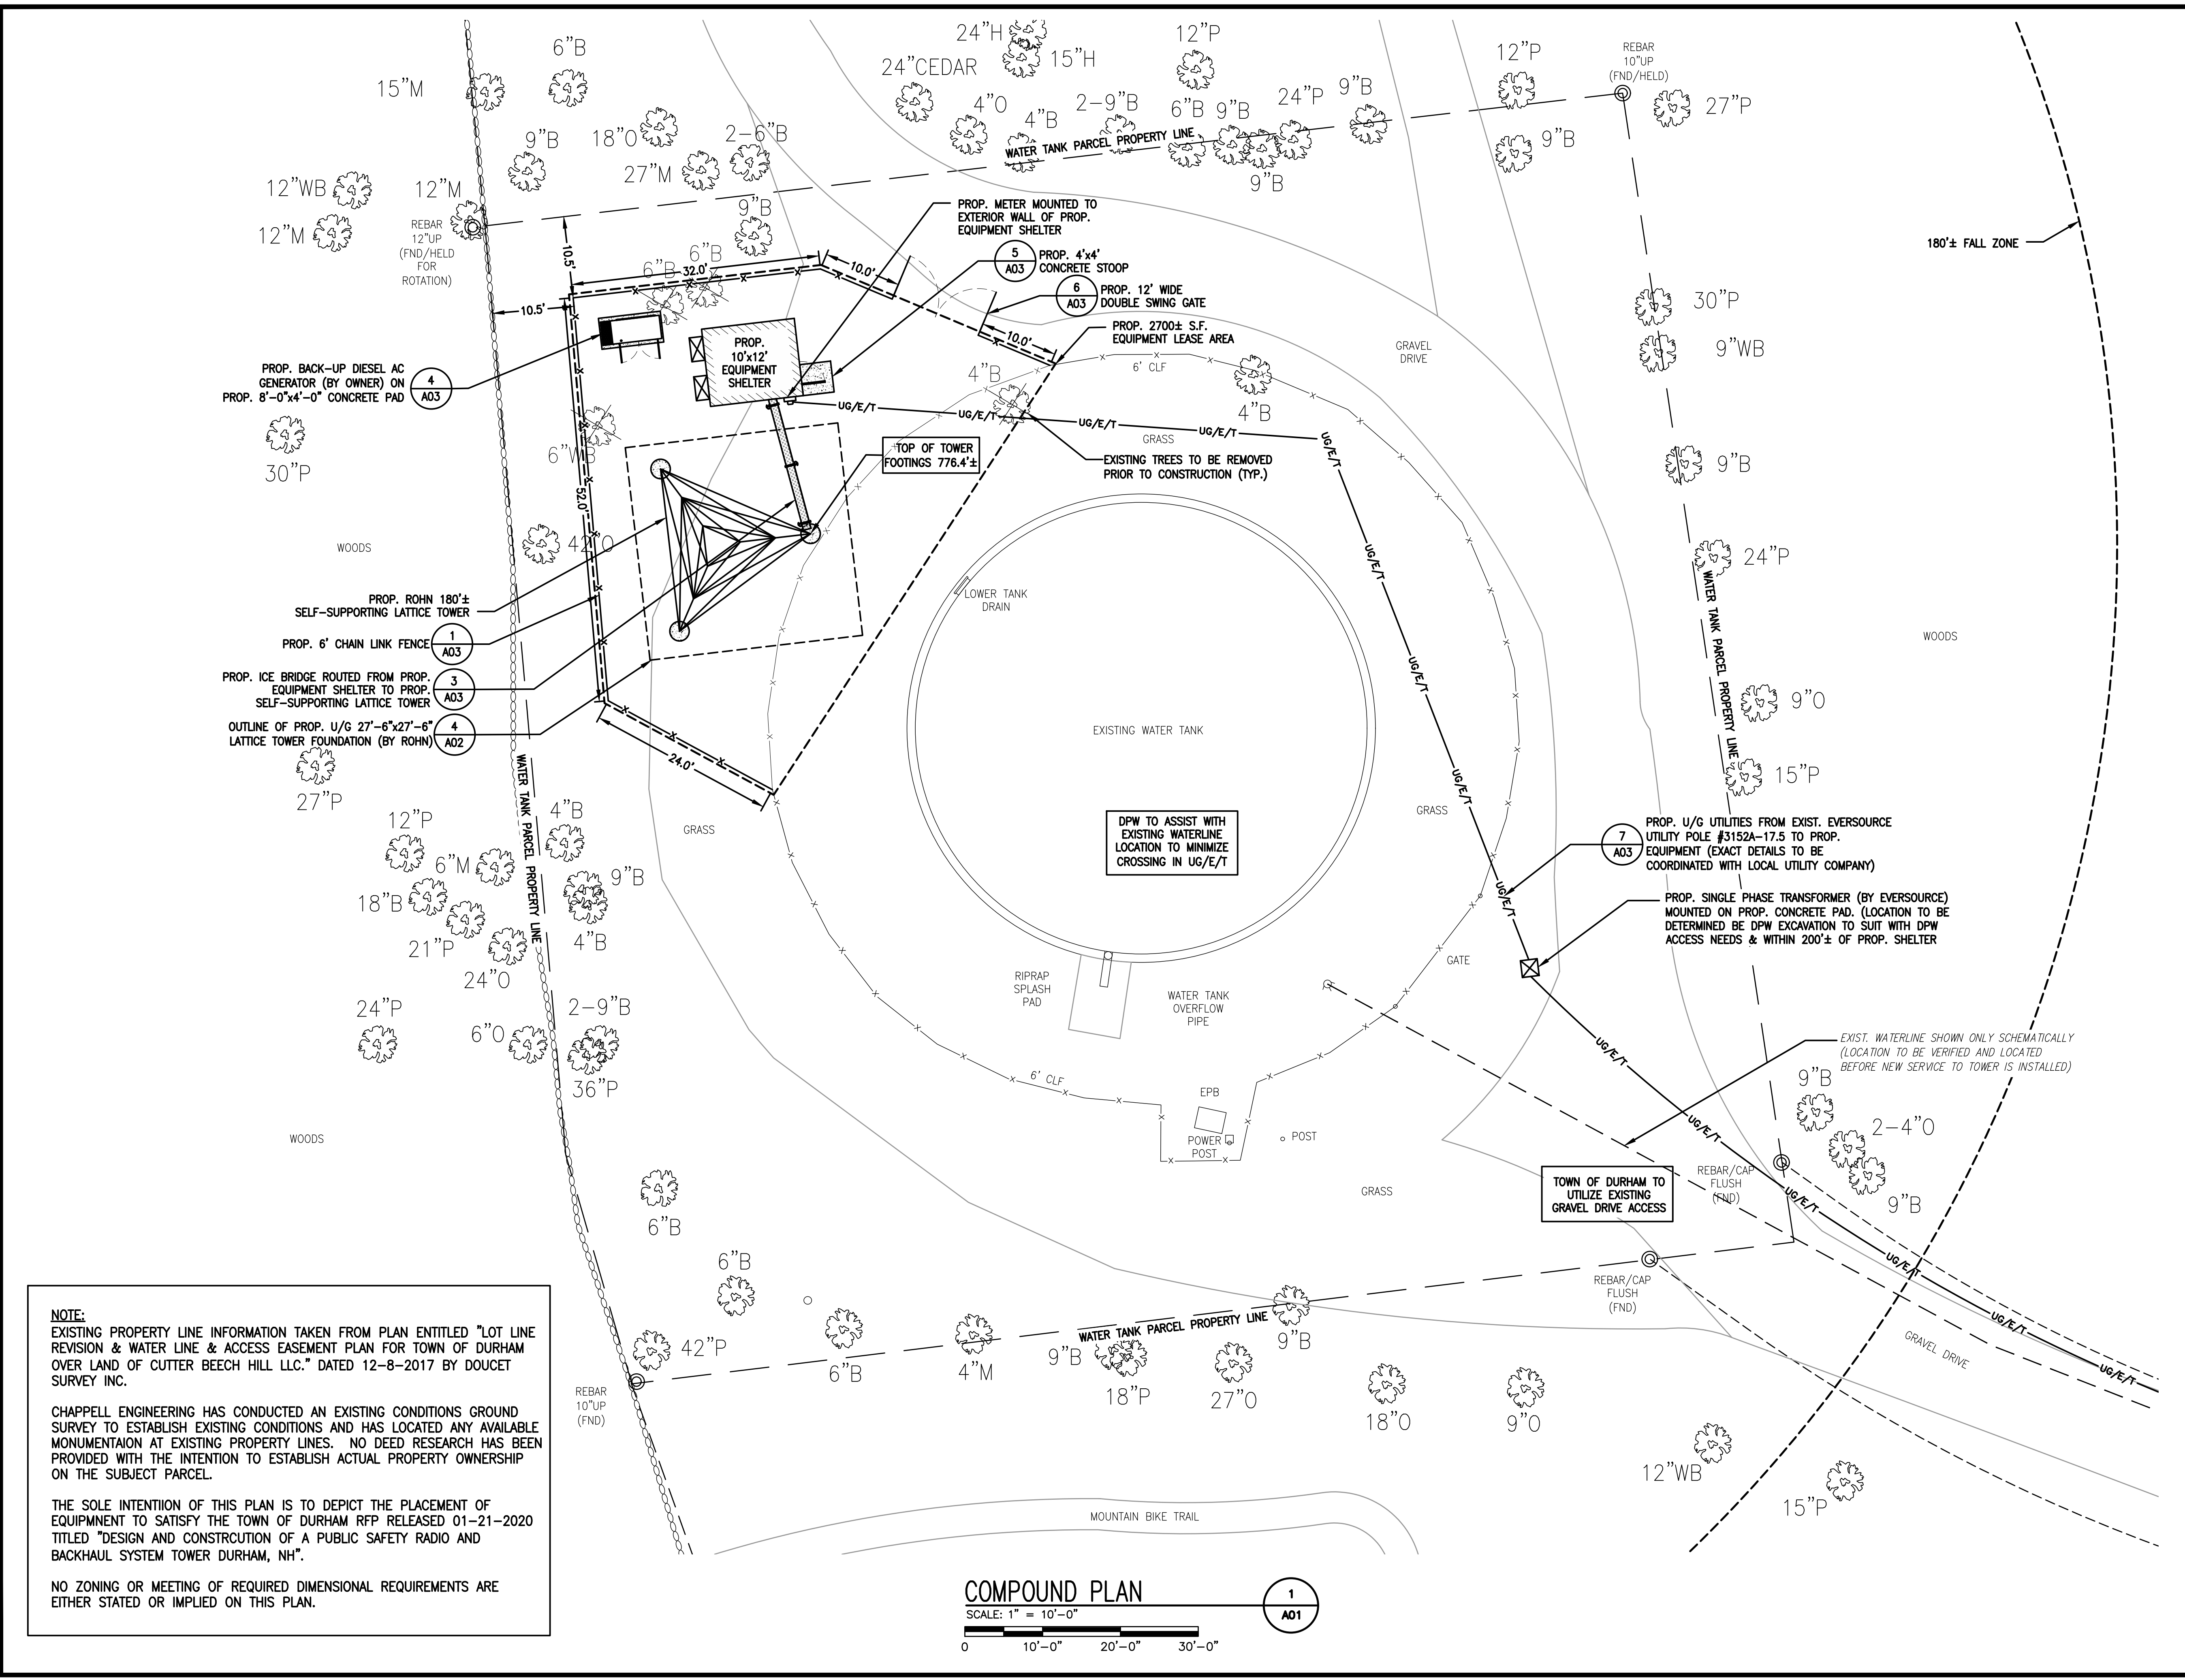 24"H
12"P
12"P
REBAR
10"UP
(FND/HELD)
6"B
15"H
24"CEDAR
15"M
9"B
24"P
2-9"B
4"O
6"B
9"B
27"P
4"B
2-6"B
18"O
9"B
9"B
WATER TANK PARCEL PROPERTY LINE
27"M
9"B
12"WB
12"M
REBAR
12"UP
(FND/HELD
FOR
ROTATION)
12"M
9"B
PROP. METER MOUNTED TO
EXTERIOR WALL OF PROP.
EQUIPMENT SHELTER
180'± FALL ZONE
10.5'
6"B
6"B
32.0'
10.0'
5
A03
PROP. 4'x4'
CONCRETE STOOP
6
A03
PROP. 12' WIDE
DOUBLE SWING GATE
10.5'
10.0'
PROP. 2700± S.F.
EQUIPMENT LEASE AREA
30"P
GRAVEL
DRIVE
9"WB
PROP.
10'x12'
EQUIPMENT
SHELTER
6' CLF
4"B
PROP. BACK-UP DIESEL AC
GENERATOR (BY OWNER) ON
PROP. 8'-0"x4'-0" CONCRETE PAD
4
A03
UG/E/T
UG/E/T
UG/E/T
UG/E/T
UG/E/T
4"B
GRASS
TOP OF TOWER
FOOTINGS 776.4'±
EXISTING TREES TO BE REMOVED
PRIOR TO CONSTRUCTION (TYP.)
6"WB
9"B
30"P
52.0'
WOODS
42"O
UG/E/T
24"P
LOWER TANK
DRAIN
PROP. ROHN 180'±
SELF-SUPPORTING LATTICE TOWER
WATER TANK PARCEL PROPERTY LINE
WOODS
PROP. 6' CHAIN LINK FENCE
1
A03
UG/E/T
PROP. ICE BRIDGE ROUTED FROM PROP.
EQUIPMENT SHELTER TO PROP.
SELF-SUPPORTING LATTICE TOWER
3
A03
9"O
OUTLINE OF PROP. U/G 27'-6"x27'-6"
LATTICE TOWER FOUNDATION (BY ROHN)
4
A02
EXISTING WATER TANK
24.0'
UG/E/T
15"P
27"P
WATER TANK PARCEL PROPERTY LINE
GRASS
GRASS
4"B
12"P
DPW TO ASSIST WITH
EXISTING WATERLINE
LOCATION TO MINIMIZE
CROSSING IN UG/E/T
7
A03
PROP. U/G UTILITIES FROM EXIST. EVERSOURCE
UTILITY POLE #3152A-17.5 TO PROP.
EQUIPMENT (EXACT DETAILS TO BE
COORDINATED WITH LOCAL UTILITY COMPANY)
6"M
9"B
UG/E/T
18"B
PROP. SINGLE PHASE TRANSFORMER (BY EVERSOURCE)
MOUNTED ON PROP. CONCRETE PAD. (LOCATION TO BE
DETERMINED BE DPW EXCAVATION TO SUIT WITH DPW
ACCESS NEEDS & WITHIN 200'± OF PROP. SHELTER
21"P
4"B
24"O
GATE
RIPRAP
SPLASH
PAD
WATER TANK
OVERFLOW
PIPE
24"P
2-9"B
6"O
36"P
UG/E/T
EXIST. WATERLINE SHOWN ONLY SCHEMATICALLY
(LOCATION TO BE VERIFIED AND LOCATED
BEFORE NEW SERVICE TO TOWER IS INSTALLED)
6' CLF
EPB
9"B
UG/E/T
2-4"O
WOODS
POWER
POST
POST
REBAR/CAP
FLUSH
(FND)
TOWN OF DURHAM TO
UTILIZE EXISTING
GRAVEL DRIVE ACCESS
GRASS
UG/E/T
9"B
6"B
6"B
UG/E/T
REBAR/CAP
FLUSH
(FND)
UG/E/T
GRAVEL DRIVE
UG/E/T
WATER TANK PARCEL PROPERTY LINE
9"B
42"P
6"B
4"M
9"B
18"P
27"O
18"O
9"O
REBAR
10"UP
(FND)
12"WB
15"P
MOUNTAIN BIKE TRAIL
NOTE:
EXISTING PROPERTY LINE INFORMATION TAKEN FROM PLAN ENTITLED "LOT LINE
REVISION & WATER LINE & ACCESS EASEMENT PLAN FOR TOWN OF DURHAM
OVER LAND OF CUTTER BEECH HILL LLC." DATED 12-8-2017 BY DOUCET
SURVEY INC.
CHAPPELL ENGINEERING HAS CONDUCTED AN EXISTING CONDITIONS GROUND
SURVEY TO ESTABLISH EXISTING CONDITIONS AND HAS LOCATED ANY AVAILABLE
MONUMENTAION AT EXISTING PROPERTY LINES. NO DEED RESEARCH HAS BEEN
PROVIDED WITH THE INTENTION TO ESTABLISH ACTUAL PROPERTY OWNERSHIP
ON THE SUBJECT PARCEL.
THE SOLE INTENTIION OF THIS PLAN IS TO DEPICT THE PLACEMENT OF
EQUIPMNENT TO SATISFY THE TOWN OF DURHAM RFP RELEASED 01-21-2020
TITLED "DESIGN AND CONSTRCUTION OF A PUBLIC SAFETY RADIO AND
BACKHAUL SYSTEM TOWER DURHAM, NH".
NO ZONING OR MEETING OF REQUIRED DIMENSIONAL REQUIREMENTS ARE
EITHER STATED OR IMPLIED ON THIS PLAN.
COMPOUND PLAN
SCALE: 1" = 10'-0"
1
A01
0 10'-0" 20'-0" 30'-0"